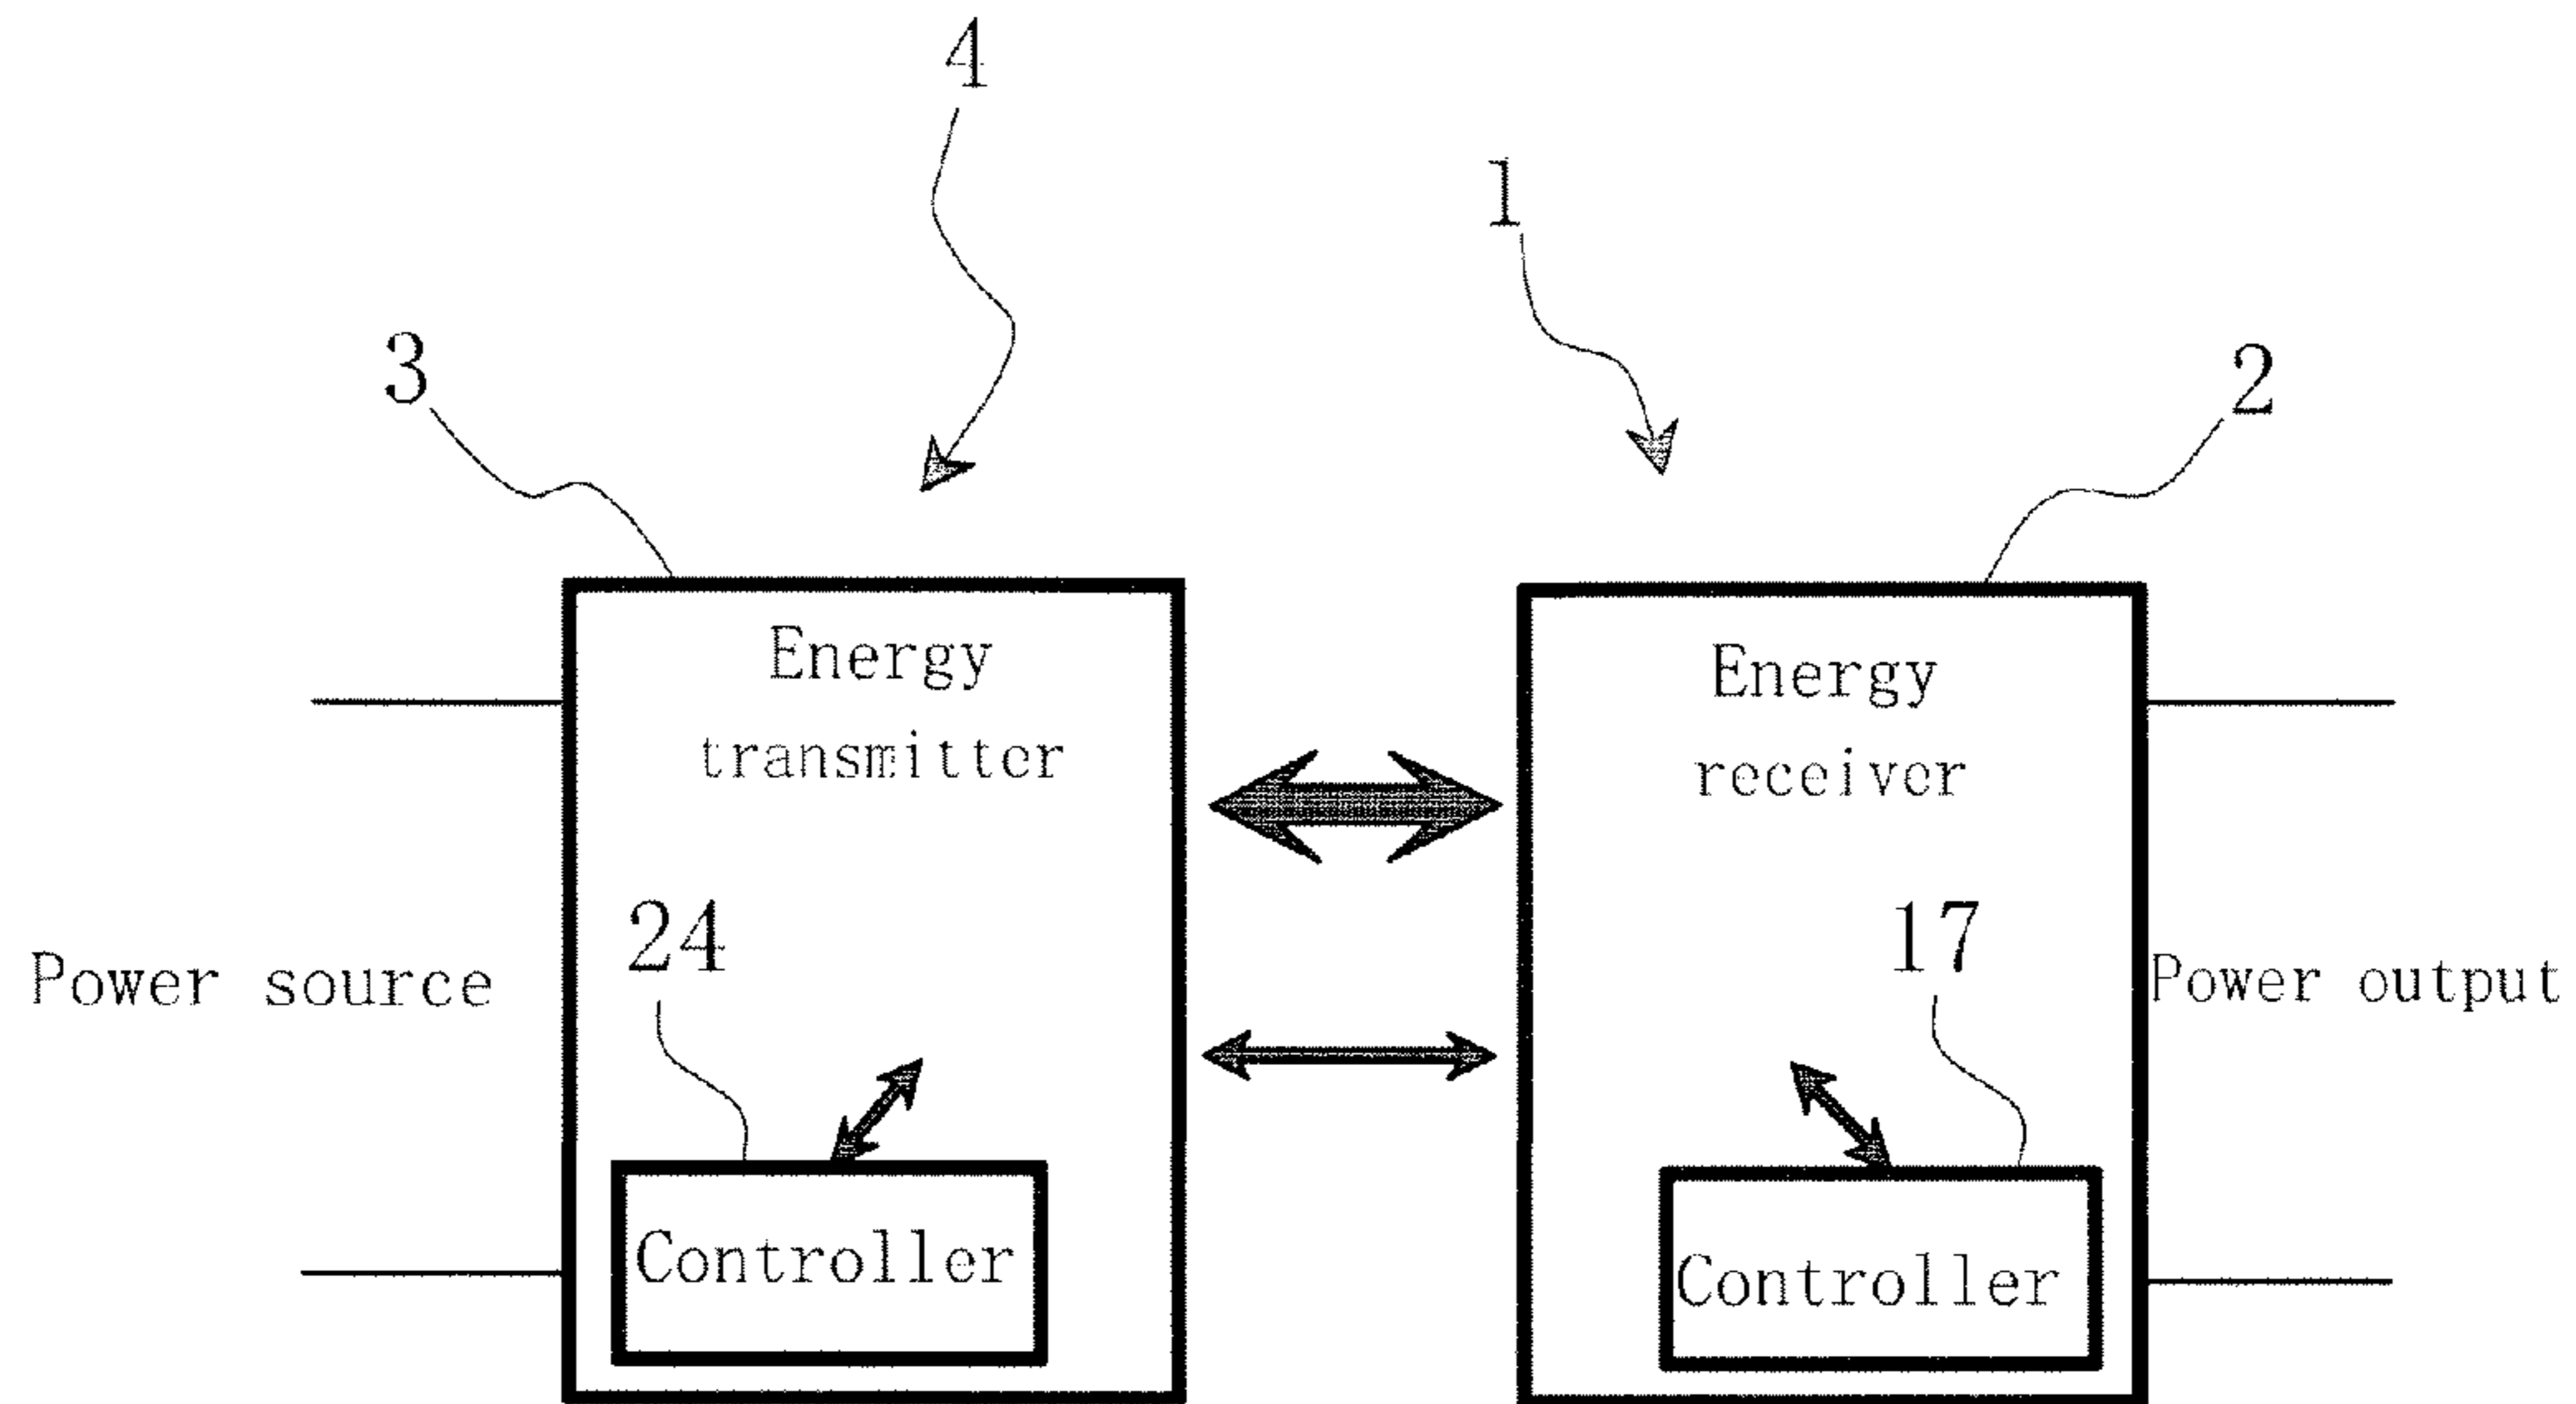 4
1
3
2
Energy
transmitter
Energy
receiver
24
17
Power source
Power output
Controller
Controller